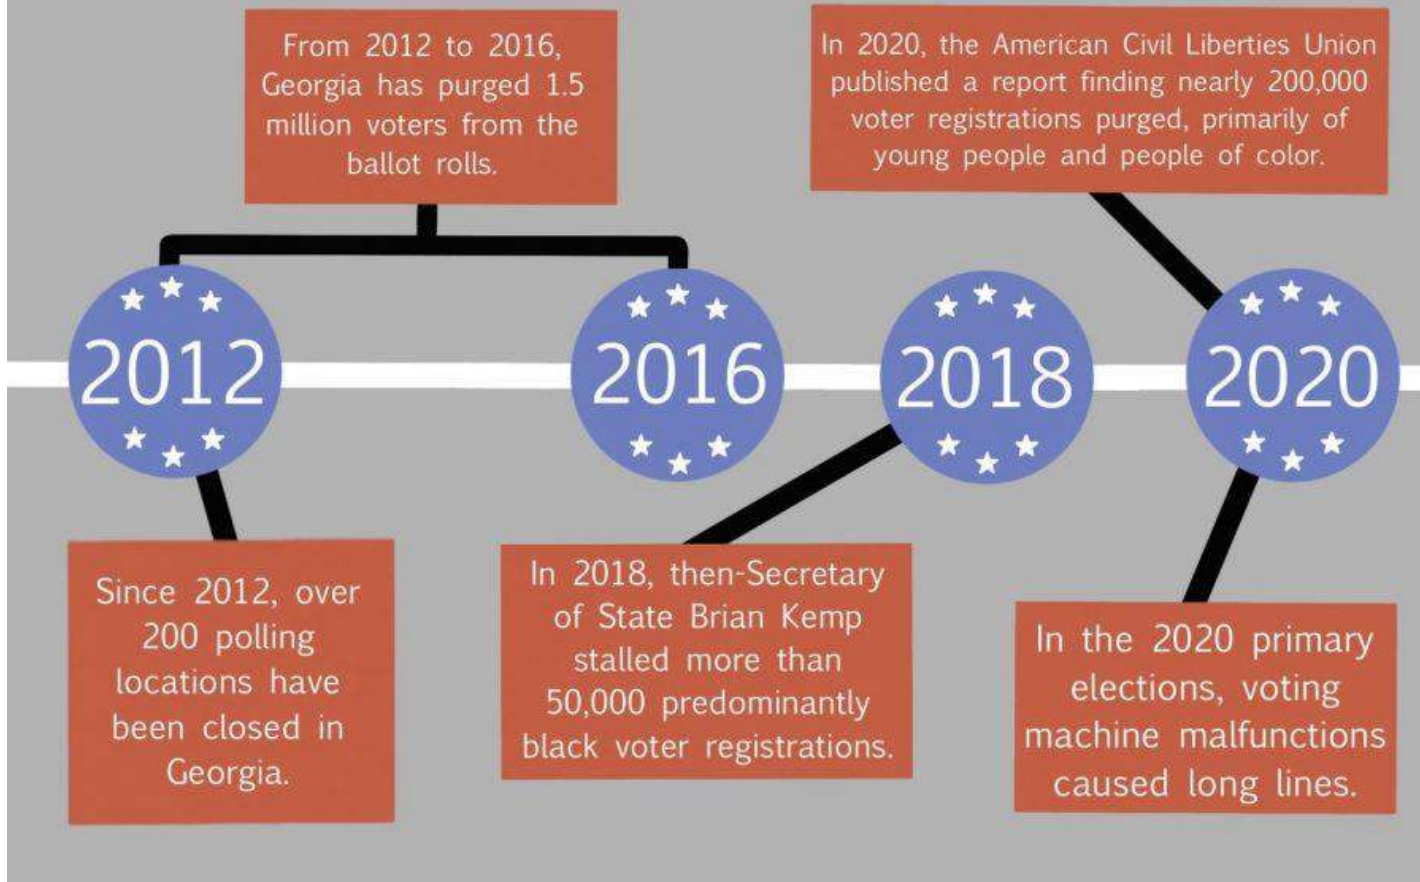 From 2012 to 2016,
Georgia has purged 1.5
million voters from the
ballot rolls.
In 2020, the American Civil Liberties Union
published a report finding nearly 200,000
voter registrations purged, primarily of
young people and people of color.
2012
2016
2018
2020
Since 2012, over
200 polling
locations have
been closed in
Georgia.
In 2018, then-Secretary
of State Brian Kemp
stalled more than
50,000 predominantly
black voter registrations.
In the 2020 primary
elections, voting
machine malfunctions
caused long lines.